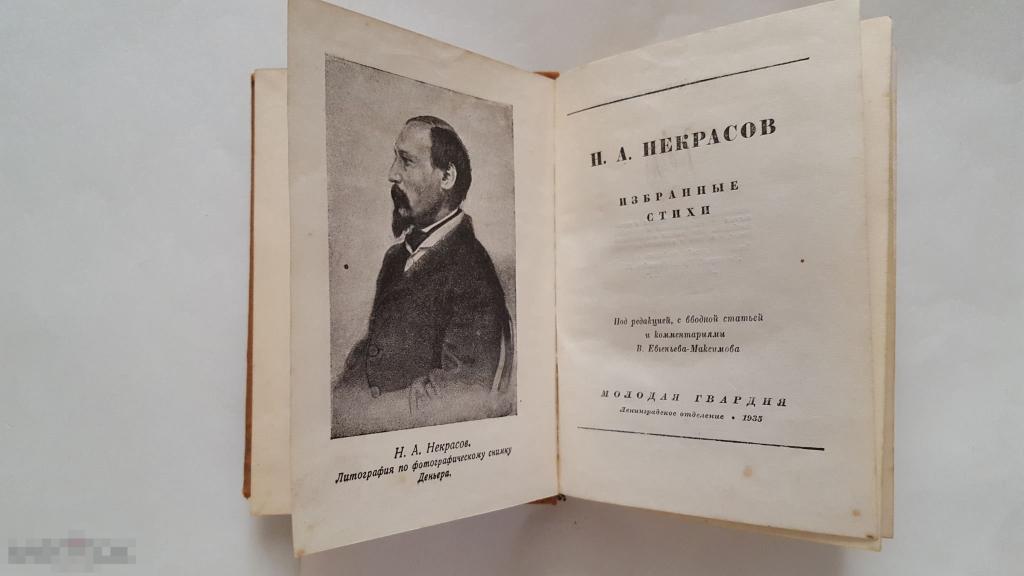 Н. А. Некрасов.
Литография по фотографическому снимку
Деньера.
Н. А. НЕКРАСОВ
ИЗБРАННЫЕ
СТИХИ
Под редакцией, с вводной статьей
и комментариями
В. Евгеньева-Максимова
МОЛОДАЯ ГВАРДИЯ
Ленинградское отделение • 1935